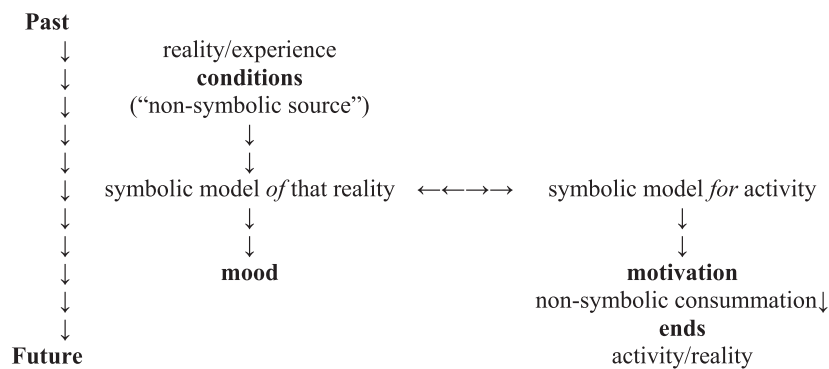 Past
↓ reality/experience
↓ conditions
↓ (“non-symbolic source”)
↓ ↓
↓ ↓
↓ symbolic model of that reality ←←→→ symbolic model for activity
↓ ↓ ↓
↓ ↓ ↓
↓ mood motivation
↓ non-symbolic consummation↓
↓ ends
Future activity/reality